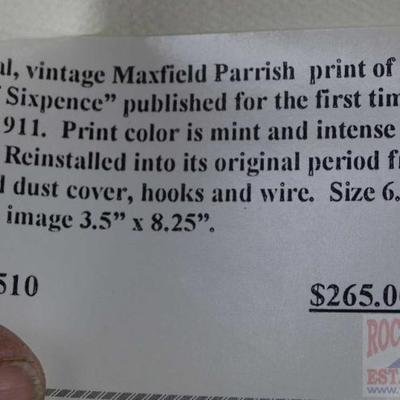 al, vintage Maxfield Parrish print of
Sixpence” published for the first tim
911. Print color is mint and intense
Reinstalled into its original period f
d dust cover, hooks and wire. Size 6.
image 3.5” x 8.25”.
510
$265.0
ROC
ESTA